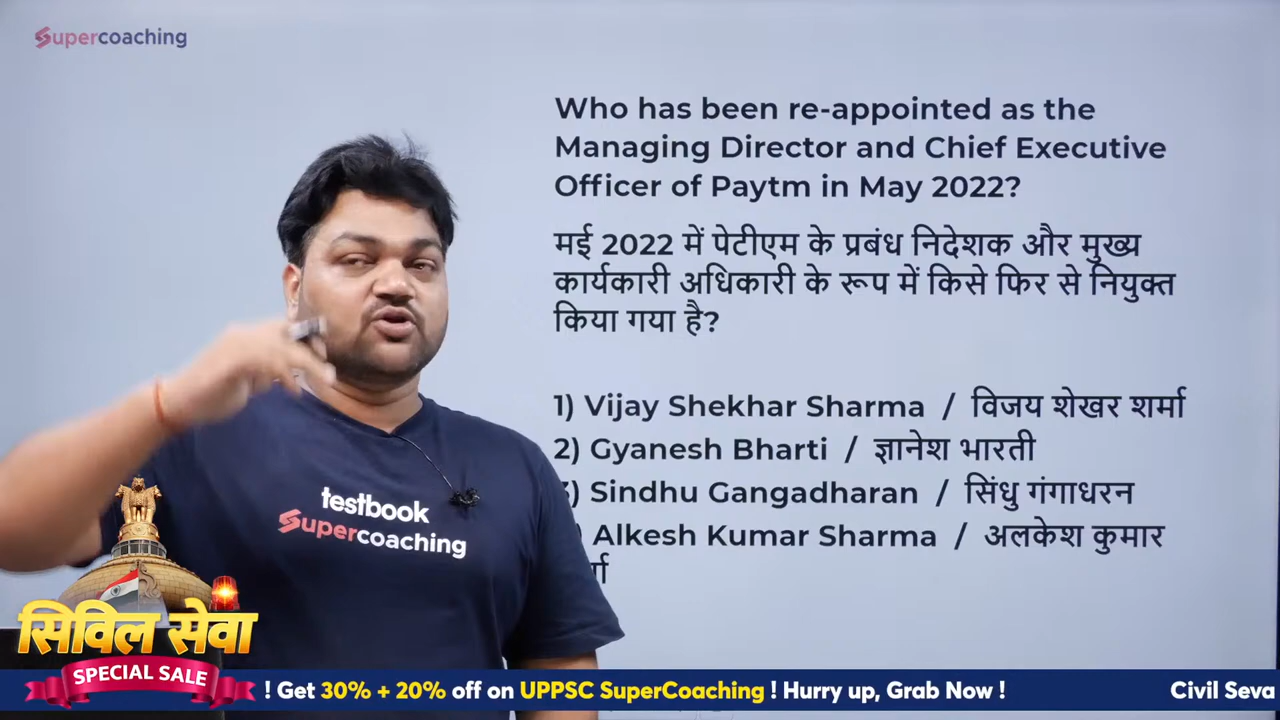 Supercoaching
Who has been re-appointed as the
Managing Director and Chief Executive
Officer of Paytm in May 2022?
मई 2022 में पेटीएम के प्रबंध निदेशक और मुख्य
कार्यकारी अधिकारी के रूप में किसे फिर से नियुक्त
किया गया है?
1) Vijay Shekhar Sharma / विजय शेखर शर्मा
2) Gyanesh Bharti / ज्ञानेश भारती
3) Sindhu Gangadharan / सिंधु गंगाधरन
Alkesh Kumar Sharma / अलकेश कुमार
testbook
Supercoaching
सिविल सेवा
SPECIAL SALE
! Get 30% + 20% off on UPPSC SuperCoaching ! Hurry up, Grab Now ! Civil Seva